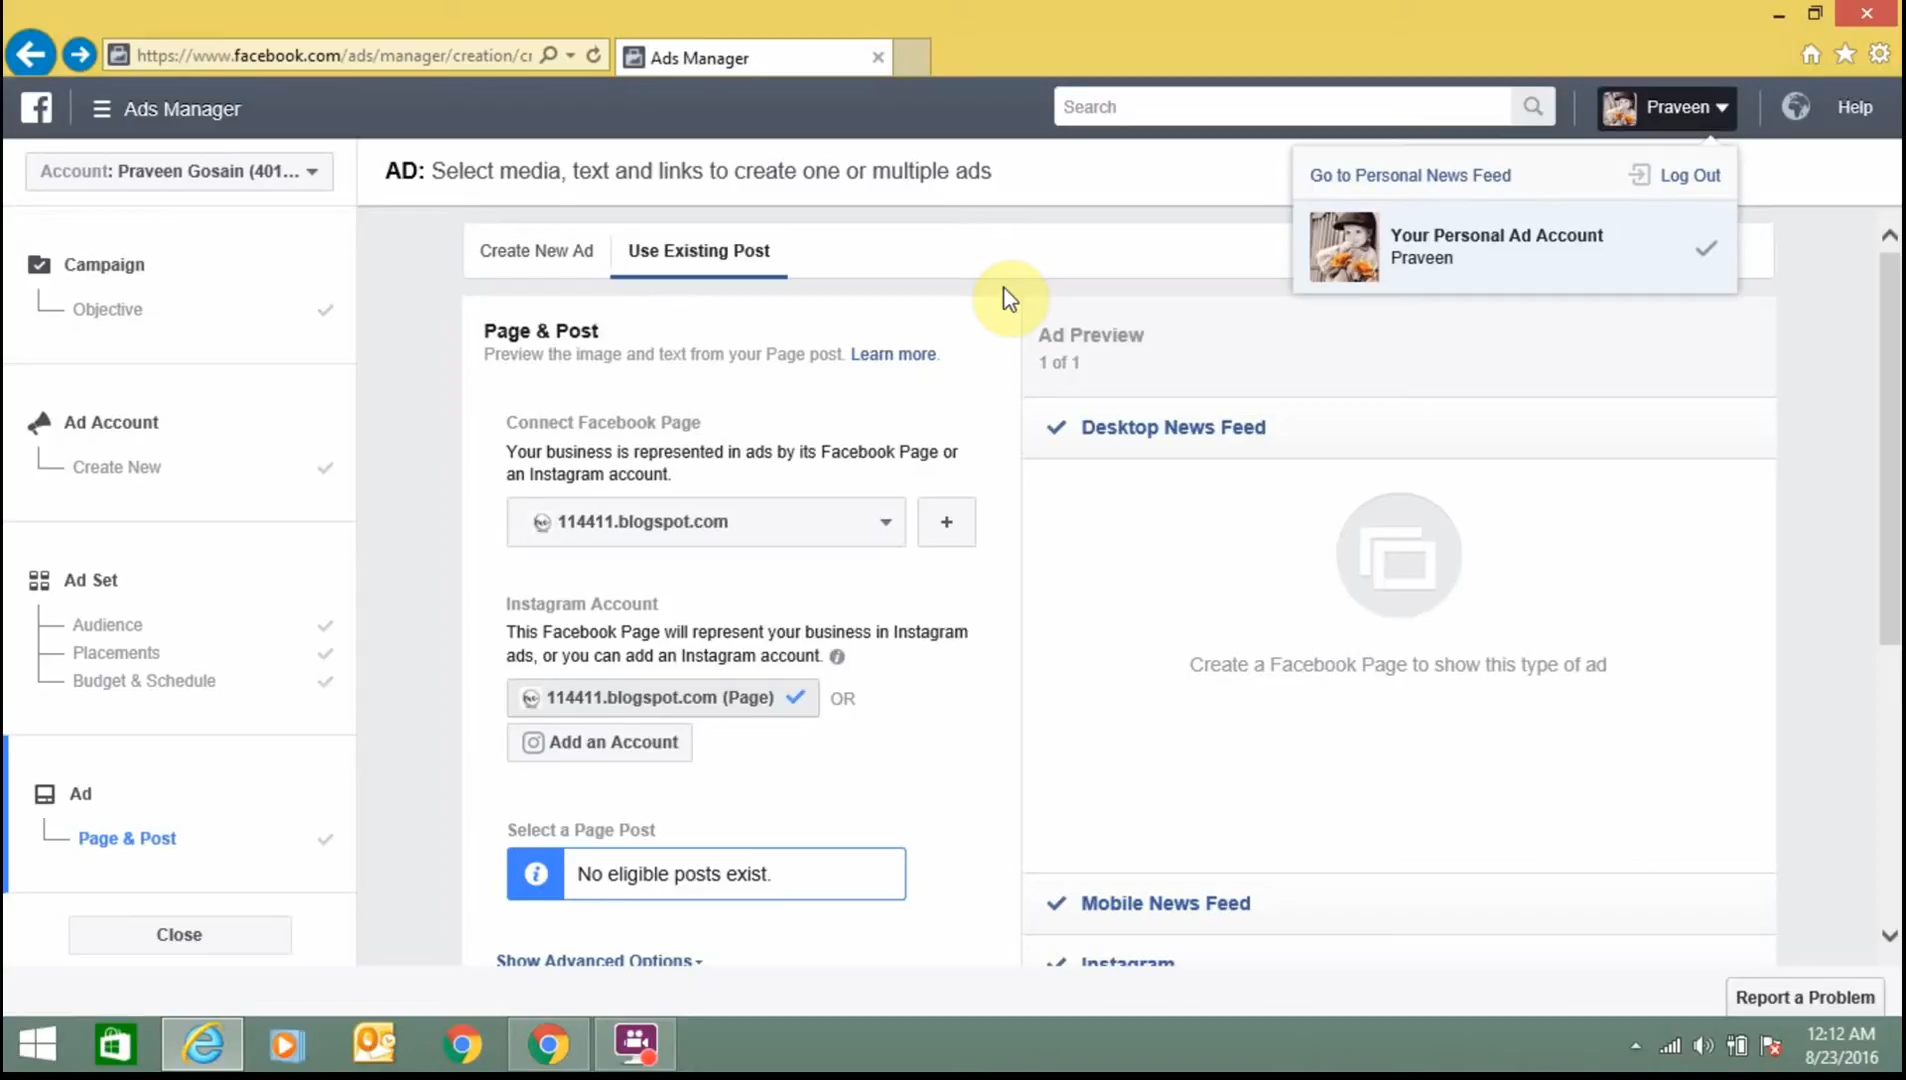 https://www.facebook.com/ads/manager/creation/cr
Ads Manager
Ads Manager
Search
Praveen
Help
Account: Praveen Gosain (401...
AD: Select media, text and links to create one or multiple ads
Go to Personal News Feed
Log Out
Your Personal Ad Account
Praveen
Create New Ad
Use Existing Post
Campaign
Objective
Ad Account
Create New
Ad Set
Audience
Placements
Budget & Schedule
Ad
Page & Post
Close
Page & Post
Preview the image and text from your Page post. Learn more.
Connect Facebook Page
Your business is represented in ads by its Facebook Page or
an Instagram account.
114411.blogspot.com
+
Instagram Account
This Facebook Page will represent your business in Instagram
ads, or you can add an Instagram account.
114411.blogspot.com (Page)
OR
Add an Account
Select a Page Post
No eligible posts exist.
Show Advanced Options
Ad Preview
1 of 1
Desktop News Feed
Create a Facebook Page to show this type of ad
Mobile News Feed
Instagram
Report a Problem
12:12 AM
8/23/2016